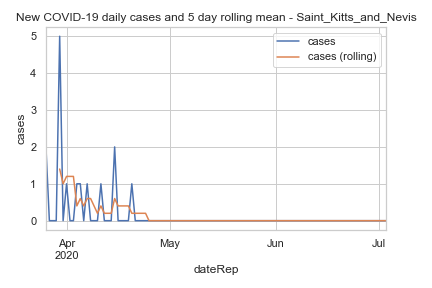 New COVID-19 daily cases and 5 day rolling mean - Saint_Kitts_and_Nevis
cases
cases (rolling)
cases
5
4
3
2
1
0
Apr
2020
May
Jun
Jul
dateRep